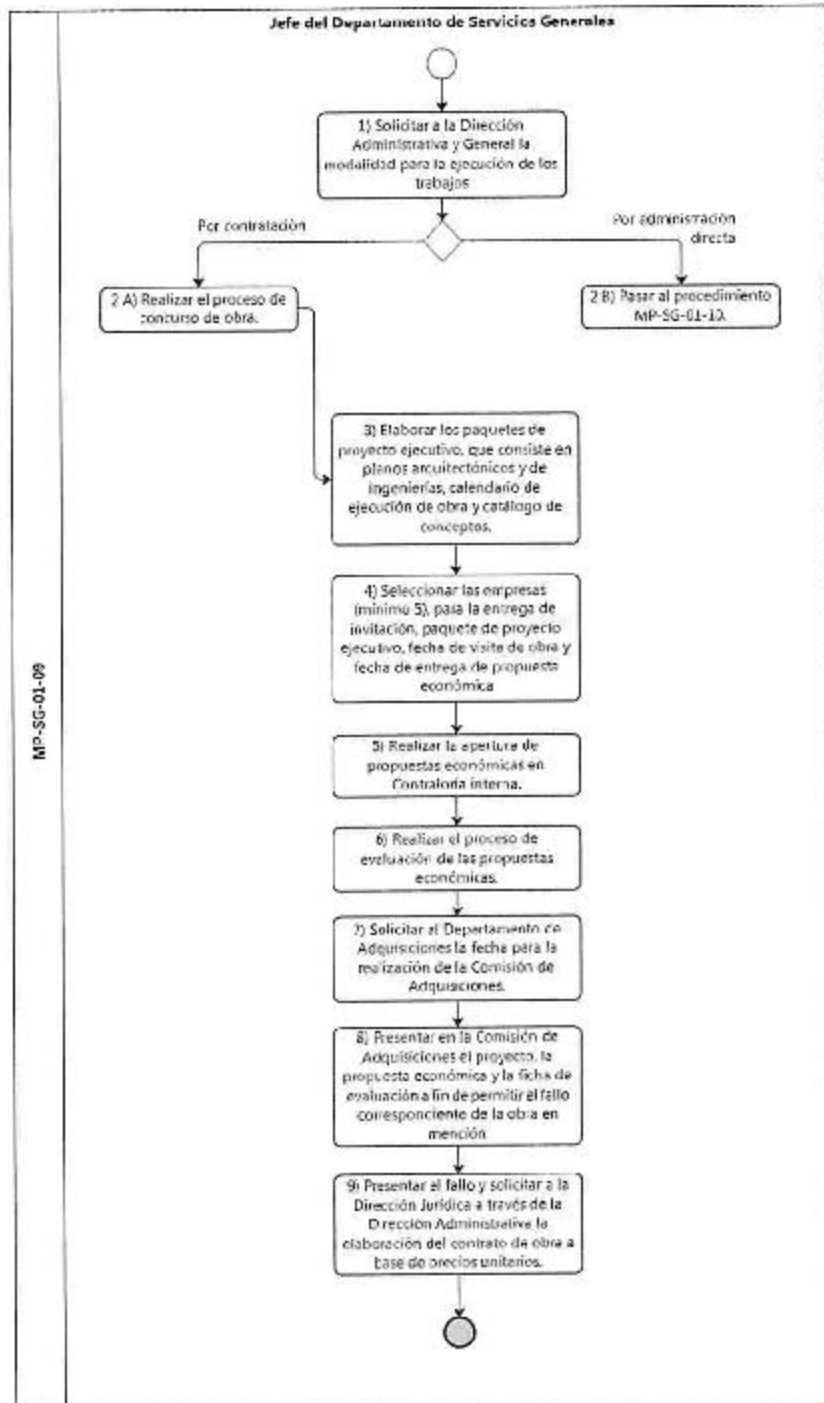 Jefe del Departamento de Servicios Generales
1) Solicitar a la Dirección
Administrativa y General la
modalidad para la ejecución de los
trabajos
Por contratación
Por administración
directa
2 A) Realizar el proceso de
concurso de obra.
2 B) Pasar al procedimiento
MP-SG-01-10.
3) Elaborar los paquetes de
proyecto ejecutivo, que consiste en
planos arquitectónicos y de
ingenierías, calendario de
ejecución de obra y catálogo de
conceptos.
4) Seleccionar las empresas
(mínimo 5), para la entrega de
invitación, paquete de proyecto
ejecutivo, fecha de visita de obra y
fecha de entrega de propuesta
económica
5) Realizar la apertura de
propuestas económicas en
Contraloría interna.
6) Realizar el proceso de
evaluación de las propuestas
económicas.
7) Solicitar al Departamento de
Adquisiciones la fecha para la
realización de la Comisión de
Adquisiciones.
8) Presentar en la Comisión de
Adquisiciones el proyecto, la
propuesta económica y la ficha de
evaluación a fin de permitir el fallo
correspondiente de la obra en
mención
9) Presentar el fallo y solicitar a la
Dirección Jurídica a través de la
Dirección Administrativa la
elaboración del contrato de obra a
base de precios unitarios.
MP-SG-01-09